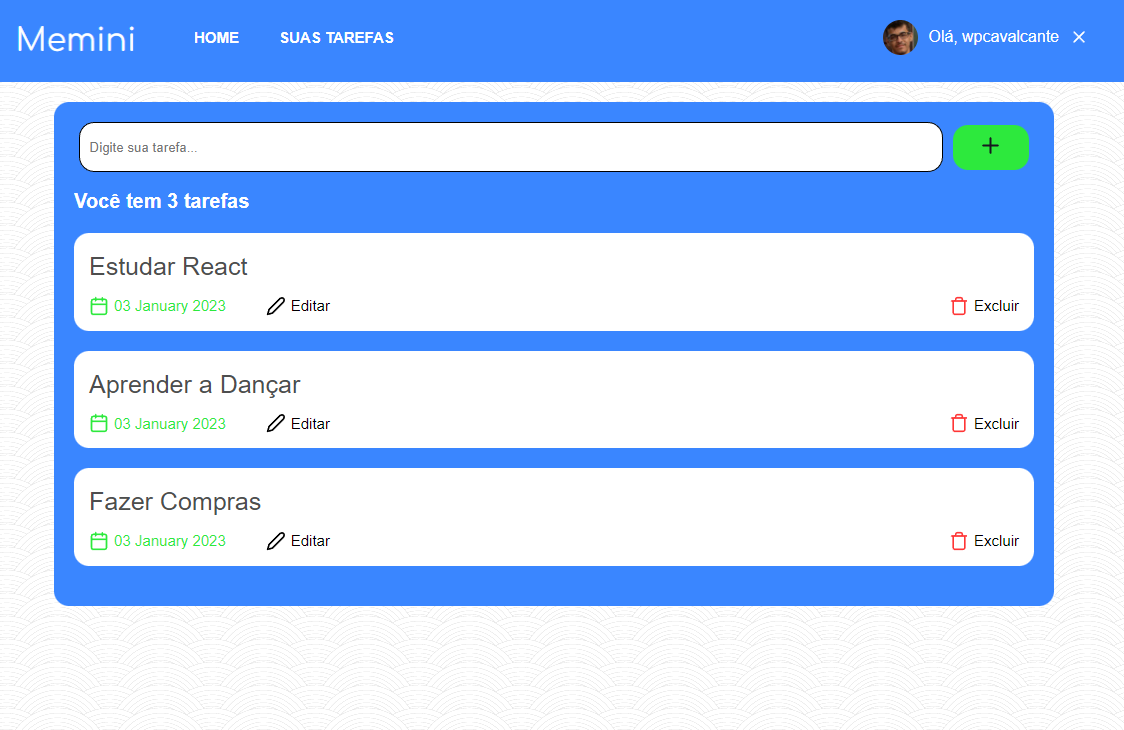 Memini
HOME
SUAS TAREFAS
Olá, wpcavalcante
Digite sua tarefa...
Você tem 3 tarefas
Estudar React
03 January 2023
Editar
Excluir
Aprender a Dançar
03 January 2023
Editar
Excluir
Fazer Compras
03 January 2023
Editar
Excluir